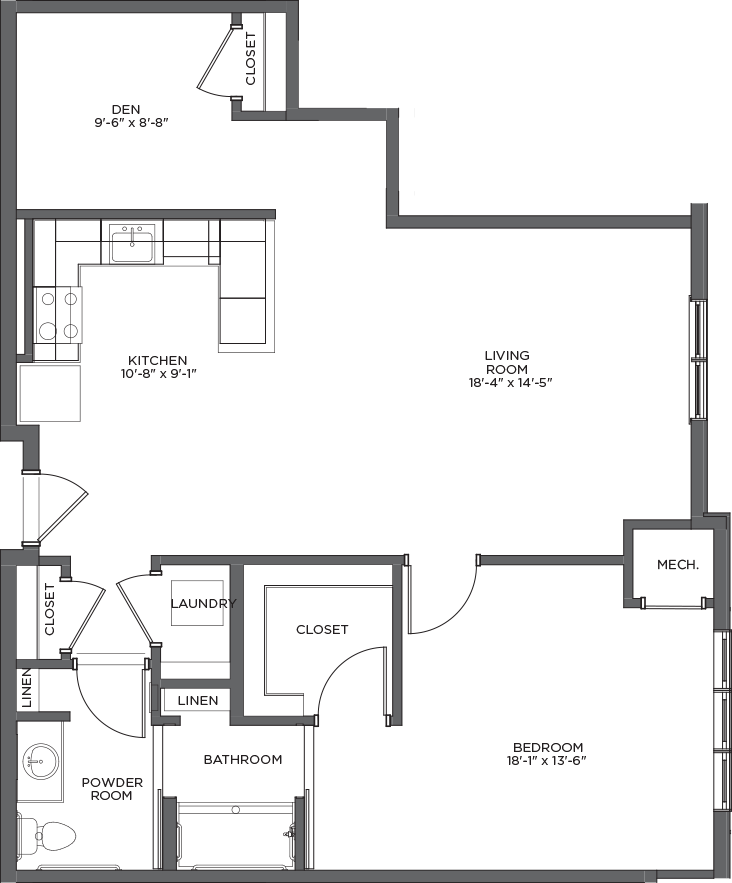 CLOSET
DEN
9'-6" x 8'-8"
KITCHEN
10'-8" x 9'-1"
LIVING
ROOM
18'-4" x 14'-5"
MECH.
CLOSET
LAUNDRY
CLOSET
LINEN
LINEN
BATHROOM
BEDROOM
18'-1" x 13'-6"
POWDER
ROOM